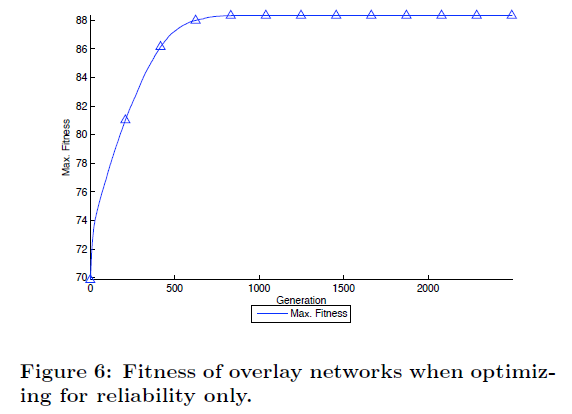 88
86
84
82
80
78
76
74
72
70
Max. Fitness
0 500 1000 1500 2000
Generation
Max. Fitness
Figure 6: Fitness of overlay networks when optimiz-
ing for reliability only.